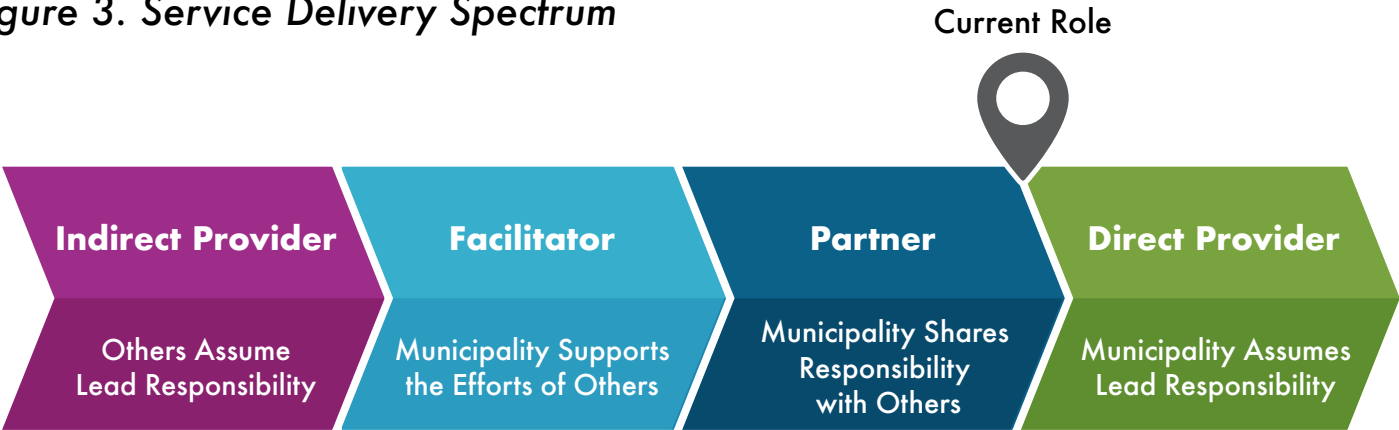 gure 3. Service Delivery Spectrum
Current Role
Indirect Provider
Facilitator
Partner
Direct Provider
Others Assume
Lead Responsibility
Municipality Supports
the Efforts of Others
Municipality Shares
Responsibility
with Others
Municipality Assumes
Lead Responsibility